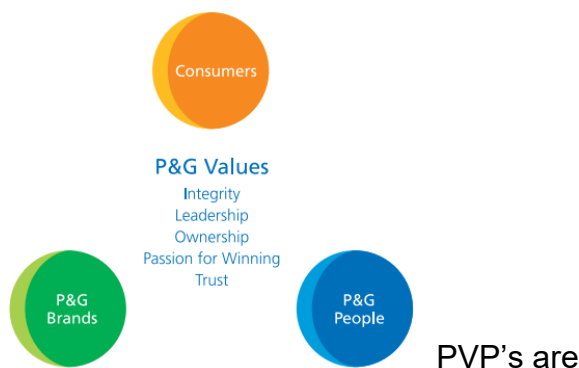 Consumers
P&G Values
Integrity
Leadership
Ownership
Passion for Winning
Trust
P&G
Brands
P&G
People
PVP's are